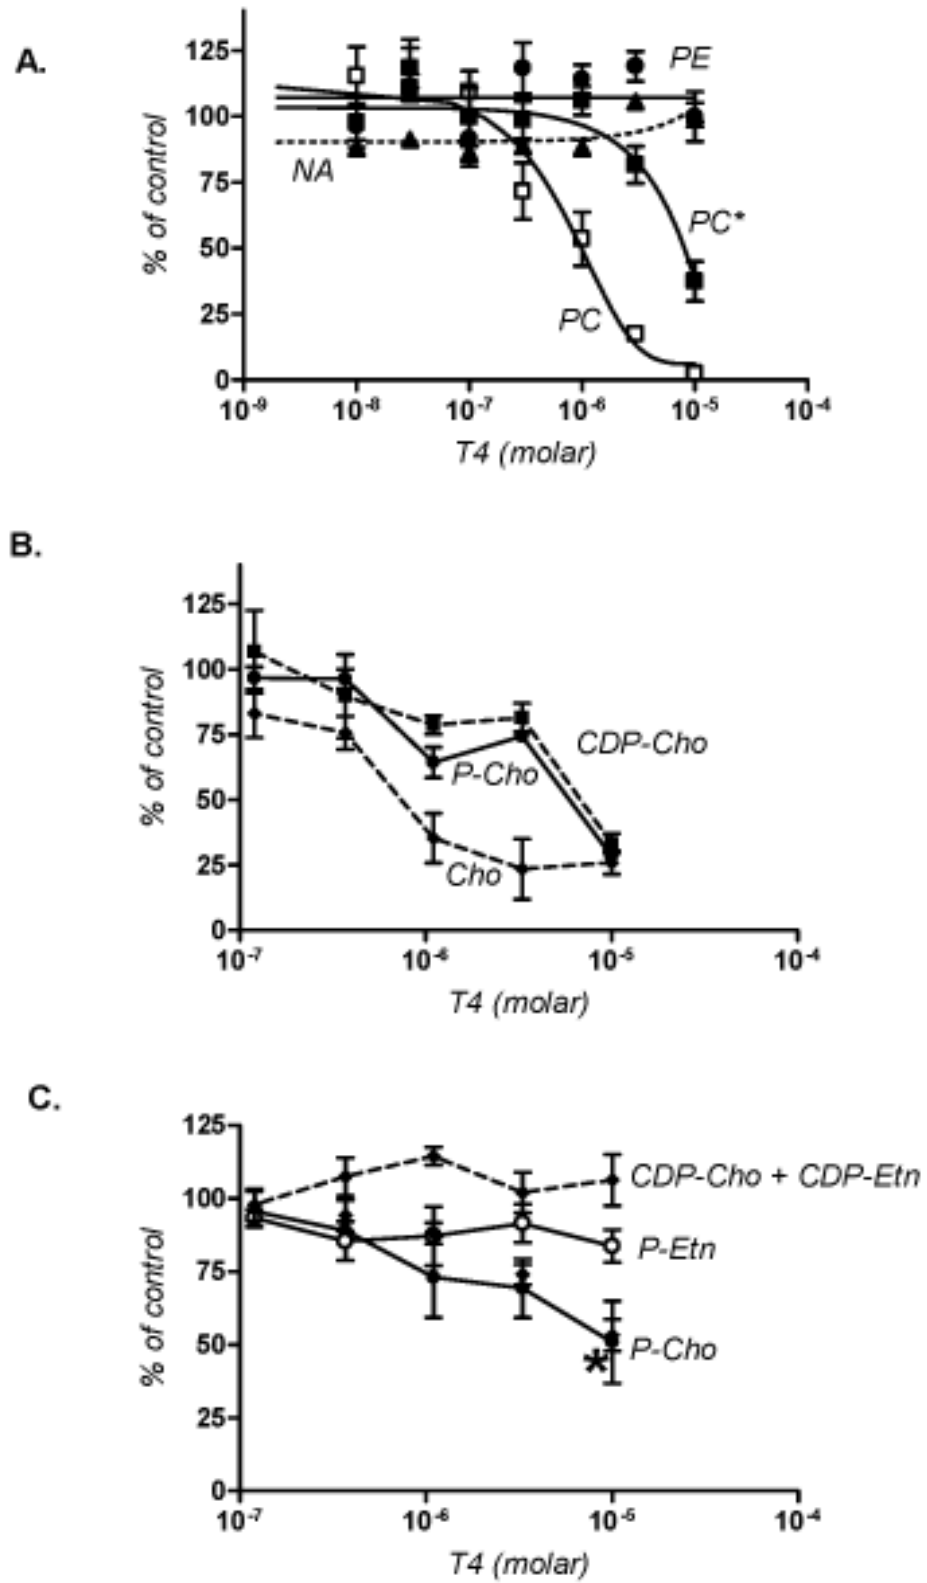 A.
125
100
75
50
25
0
% of control
PE
NA
PC*
PC
10-9 10-8 10-7 10-6 10-5 10-4
T4 (molar)
B.
125
100
75
50
25
0
% of control
CDP-Cho
P-Cho
Cho
10-7 10-6 10-5 10-4
T4 (molar)
C.
125
100
75
50
25
0
% of control
CDP-Cho + CDP-Etn
P-Etn
P-Cho
*
10-7 10-6 10-5 10-4
T4 (molar)